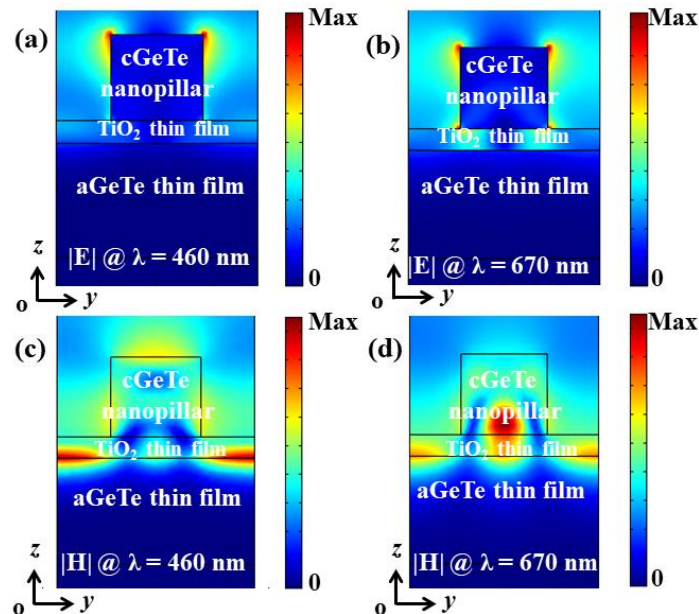 (a)
Max
cGeTe
nanopillar
TiO₂ thin film
aGeTe thin film
z
|E| @ λ = 460 nm
0
o
y
(b)
Max
cGeTe
nanopillar
TiO₂ thin film
aGeTe thin film
z
|E| @ λ = 670 nm
0
o
y
(c)
Max
cGeTe
nanopillar
TiO₂ thin film
aGeTe thin film
z
|H| @ λ = 460 nm
0
o
y
(d)
Max
cGeTe
nanopillar
TiO₂ thin film
aGeTe thin film
z
|H| @ λ = 670 nm
0
o
y